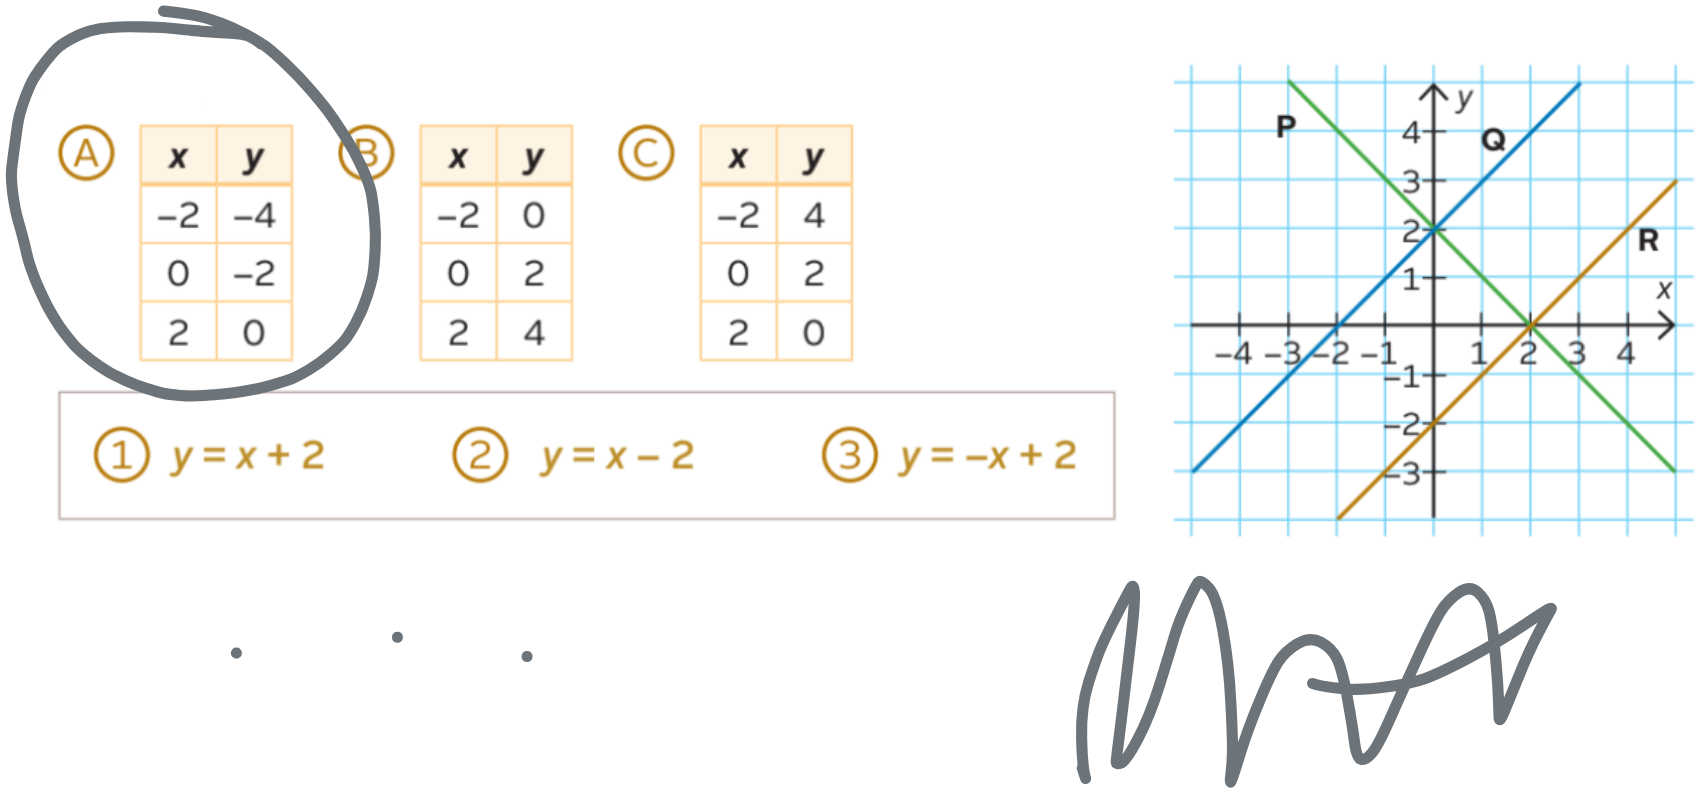 A
x y
−2 −4
0 −2
2 0
B
x y
−2 0
0 2
2 4
C
x y
−2 4
0 2
2 0
1 y = x + 2
2 y = x − 2
3 y = −x + 2
y
P
Q
4
3
2
R
1
x
−4 −3 −2 −1 1 2 3 4
−1
−2
−3